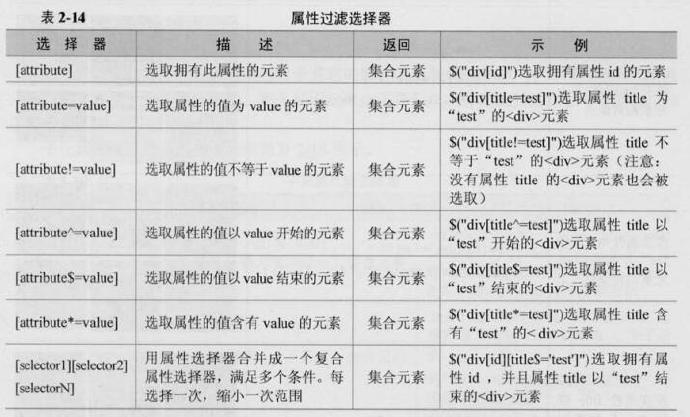 表 2-14 属性过滤选择器
选 择 器 描 述 返回 示 例
[attribute] 选取拥有此属性的元素 集合元素 $("div[id]")选取拥有属性 id 的元素
[attribute=value] 选取属性的值为 value 的元素 集合元素 $("div[title=test]")选取属性 title 为
“test”的<div>元素
[attribute!=value] 选取属性的值不等于 value 的元素 集合元素 $("div[title!=test]")选取属性 title 不
等于“test”的<div>元素（注意：
没有属性 title 的<div>元素也会被
选取）
[attribute^=value] 选取属性的值以 value 开始的元素 集合元素 $("div[title^=test]")选取属性 title 以
“test”开始的<div>元素
[attribute$=value] 选取属性的值以 value 结束的元素 集合元素 $("div[title$=test]")选取属性 title 以
“test”结束的<div>元素
[attribute*=value] 选取属性的值含有 value 的元素 集合元素 $("div[title*=test]")选取属性 title 含
有“test”的<div>元素
[selector1][selector2]
[selectorN]
用属性选择器合并成一个复合
属性选择器，满足多个条件。每
选择一次，缩小一次范围
集合元素
$("div[id][title$='test']")选取拥有属
性 id ，并且属性 title 以“test”结
束的<div>元素